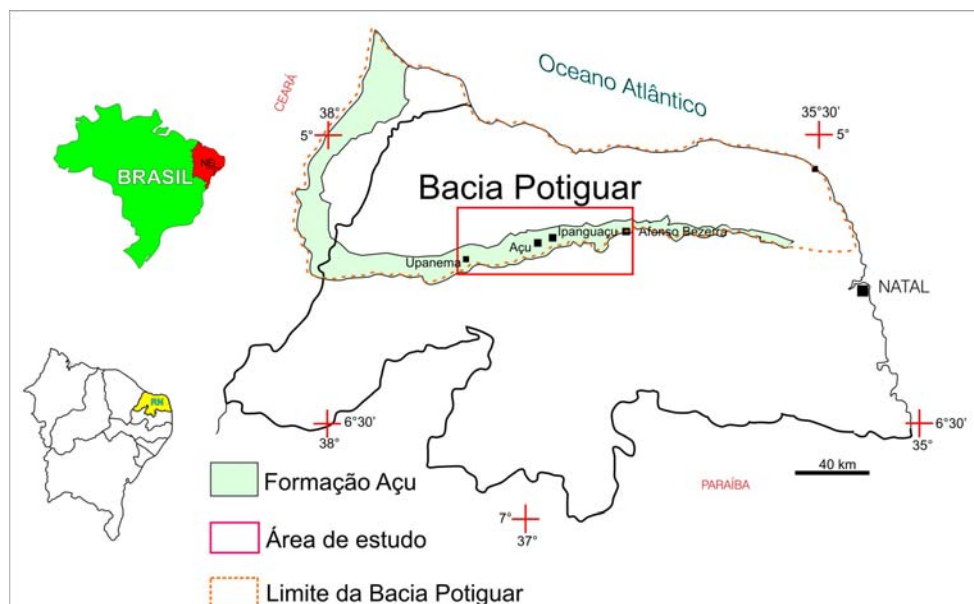 CEARÁ
Oceano Atlântico
38°
5°
35°30'
5°
NE
BRASIL
Bacia Potiguar
Ipanguaçu
Afonso Bezerra
Açu
Upanema
NATAL
RN
6°30'
38°
6°30'
35°
40 km
PARAÍBA
7°
37°
Formação Açu
Área de estudo
Limite da Bacia Potiguar